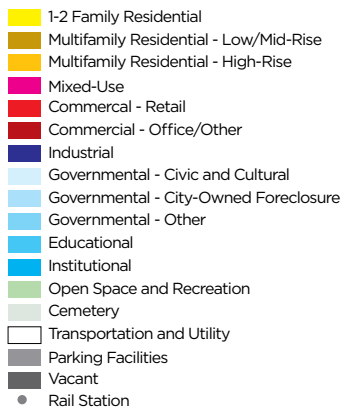 1-2 Family Residential
Multifamily Residential - Low/Mid-Rise
Multifamily Residential - High-Rise
Mixed-Use
Commercal - Retail
Commercial - Office/Other
Industrial
Governmental - Civic and Cultural
Governmental - City-Owned Foreclosure
Governmental - Other
Educational
Institutional
Open Space and Recreation
Cemetery
Transportation and Utility
Parking Facilities
Vacant
Rail Station